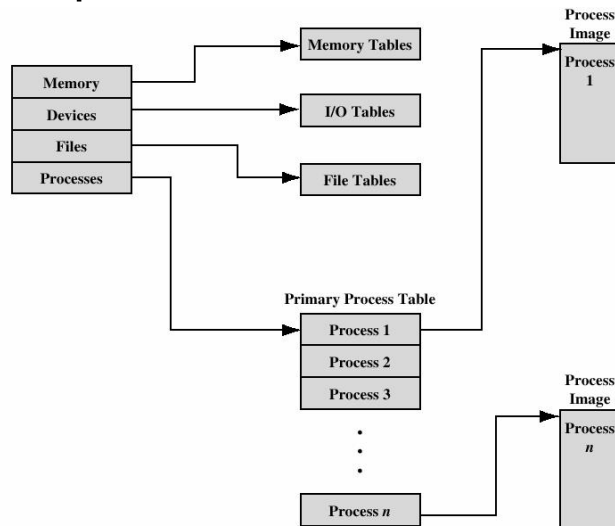 Process
Image
Process
1
Memory Tables
Memory
Devices
Files
Processes
I/O Tables
File Tables
Primary Process Table
Process 1
Process 2
Process 3
Process n
Process
Image
Process
n